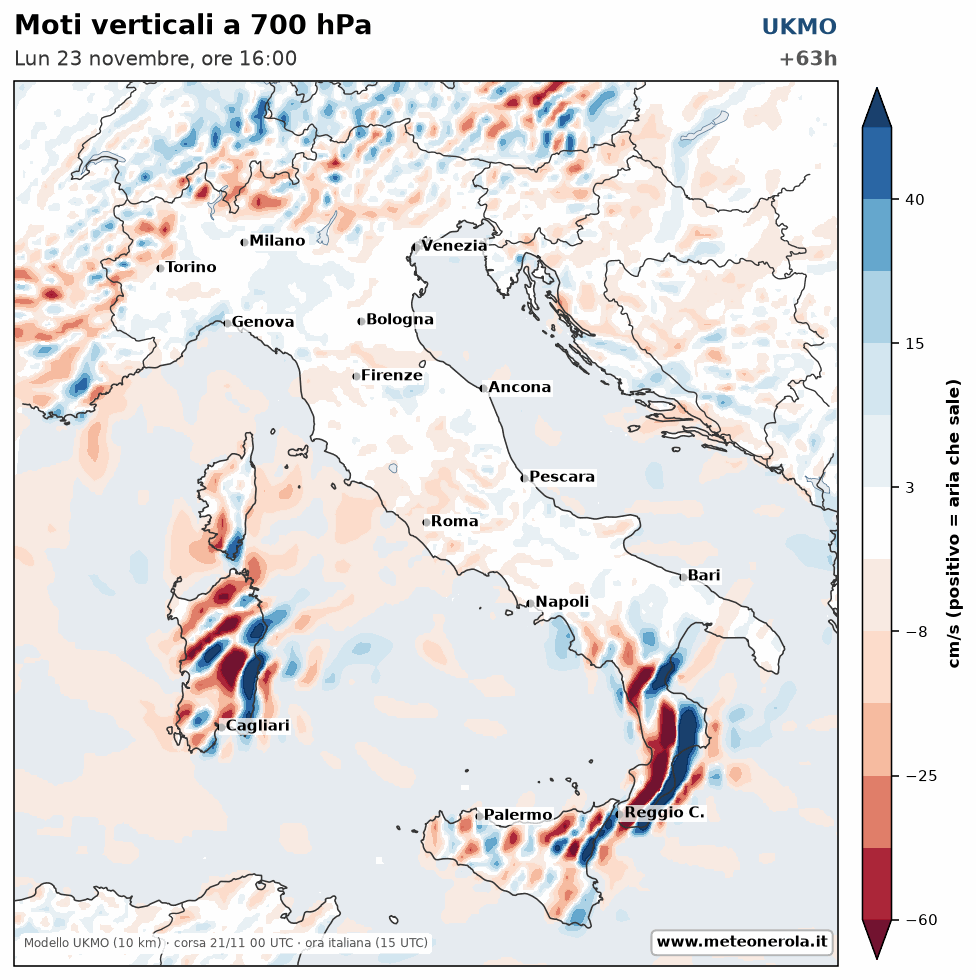 Moti verticali a 700 hPa
UKMO
Lun 23 novembre, ore 16:00
+63h
Milano
Venezia
Torino
Genova
Bologna
Firenze
Ancona
Pescara
Roma
Bari
Napoli
Cagliari
Palermo
Reggio C.
40
15
3
−8
−25
−60
cm/s (positivo = aria che sale)
Modello UKMO (10 km) · corsa 21/11 00 UTC · ora italiana (15 UTC)
www.meteonerola.it